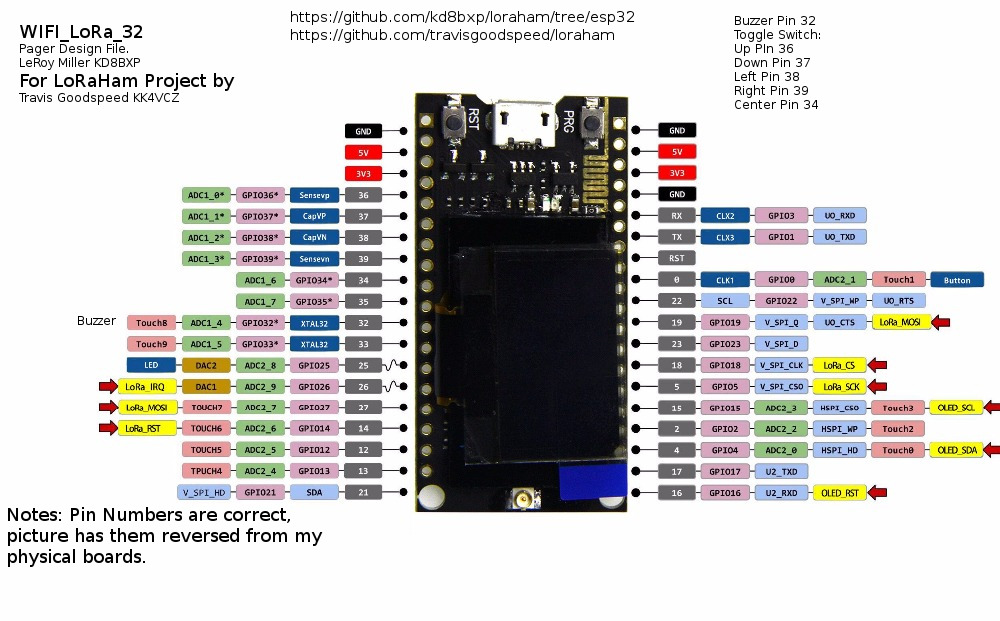 WIFI_LoRa_32
Pager Design File.
LeRoy Miller KD8BXP
For LoRaHam Project by
Travis Goodspeed KK4VCZ
https://github.com/kd8bxp/loraham/tree/esp32
https://github.com/travisgoodspeed/loraham
Buzzer Pin 32
Toggle Switch:
Up PIn 36
Down Pin 37
Left Pin 38
Right Pin 39
Center Pin 34
RST
PRG
GND
5V
3V3
ADC1_0* GPIO36* Sensevp 36
ADC1_1* GPIO37* CapVP 37
ADC1_2* GPIO38* CapVN 38
ADC1_3* GPIO39* Sensevn 39
ADC1_6 GPIO34* 34
ADC1_7 GPIO35* 35
Buzzer Touch8 ADC1_4 GPIO32* XTAL32 32
Touch9 ADC1_5 GPIO33* XTAL32 33
LED DAC2 ADC2_8 GPIO25 25
LoRa_IRQ DAC1 ADC2_9 GPIO26 26
LoRa_MOSI TOUCH7 ADC2_7 GPIO27 27
LoRa_RST TOUCH6 ADC2_6 GPIO14 14
TOUCH5 ADC2_5 GPIO12 12
TPUCH4 ADC2_4 GPIO13 13
V_SPI_HD GPIO21 SDA 21
GND
5V
3V3
GND
RX CLX2 GPIO3 UO_RXD
TX CLX3 GPIO1 UO_TXD
RST
0 CLK1 GPIO0 ADC2_1 Touch1 Button
22 SCL GPIO22 V_SPI_WP UO_RTS
19 GPIO19 V_SPI_Q UO_CTS LoRa_MOSI
23 GPIO23 V_SPI_D
18 GPIO18 V_SPI_CLK LoRa_CS
5 GPIO5 V_SPI_CSO LoRa_SCK
15 GPIO15 ADC2_3 HSPI_CSO Touch3 OLED_SCL
2 GPIO2 ADC2_2 HSPI_WP Touch2
4 GPIO4 ADC2_0 HSPI_HD Touch0 OLED_SDA
17 GPIO17 U2_TXD
16 GPIO16 U2_RXD OLED_RST
Notes: Pin Numbers are correct,
picture has them reversed from my
physical boards.